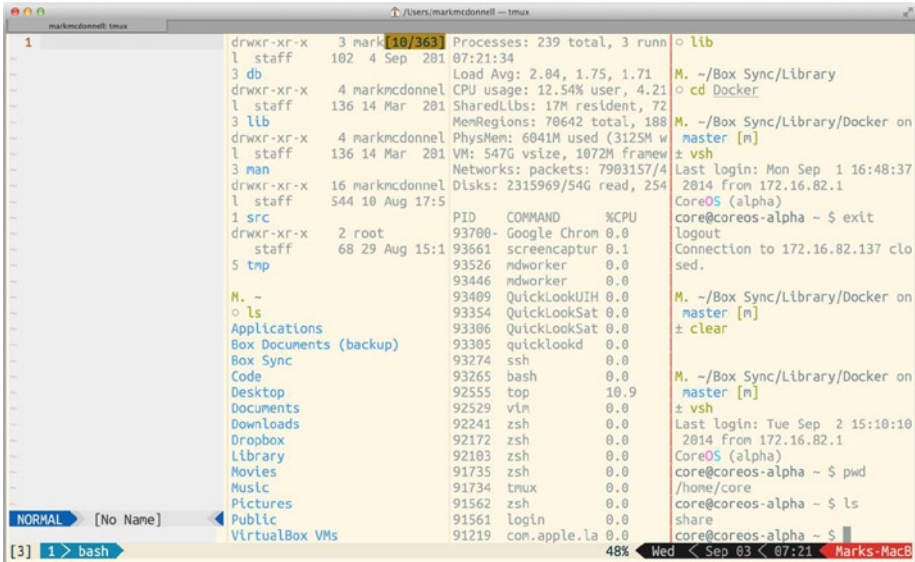 /Users/markmcdonnell — tmux
markmcdonnell: tmux
1
NORMAL [No Name]
drwxr-xr-x 3 mark[10/363]
l staff 102 4 Sep 201
3 db
drwxr-xr-x 4 markmcdonnel
l staff 136 14 Mar 201
3 lib
drwxr-xr-x 4 markmcdonnel
l staff 136 14 Mar 201
3 man
drwxr-xr-x 16 markmcdonnel
l staff 544 10 Aug 17:5
1 src
drwxr-xr-x 2 root
staff 68 29 Aug 15:1
5 tmp
M. ~
○ ls
Applications
Box Documents (backup)
Box Sync
Code
Desktop
Documents
Downloads
Dropbox
Library
Movies
Music
Pictures
Public
VirtualBox VMs
Processes: 239 total, 3 runn
07:21:34
Load Avg: 2.04, 1.75, 1.71
CPU usage: 12.54% user, 4.21
SharedLibs: 17M resident, 72
MemRegions: 70642 total, 188
PhysMem: 6041M used (3125M w
VM: 547G vsize, 1072M framew
Networks: packets: 7903157/4
Disks: 2315969/54G read, 254
PID COMMAND %CPU
93700- Google Chrom 0.0
93661 screencaptur 0.1
93526 mdworker 0.0
93446 mdworker 0.0
93409 QuickLookUIH 0.0
93354 QuickLookSat 0.0
93306 QuickLookSat 0.0
93305 quicklookd 0.0
93274 ssh 0.0
93265 bash 0.0
92555 top 10.9
92529 vim 0.0
92241 zsh 0.0
92172 zsh 0.0
92103 zsh 0.0
91735 zsh 0.0
91734 tmux 0.0
91562 zsh 0.0
91561 login 0.0
91219 com.apple.la 0.0
○ lib
M. ~/Box Sync/Library
○ cd Docker
M. ~/Box Sync/Library/Docker on
master [m]
± vsh
Last login: Mon Sep 1 16:48:37
2014 from 172.16.82.1
CoreOS (alpha)
core@coreos-alpha ~ $ exit
logout
Connection to 172.16.82.137 clo
sed.
M. ~/Box Sync/Library/Docker on
master [m]
± clear
M. ~/Box Sync/Library/Docker on
master [m]
± vsh
Last login: Tue Sep 2 15:10:10
2014 from 172.16.82.1
CoreOS (alpha)
core@coreos-alpha ~ $ pwd
/home/core
core@coreos-alpha ~ $ ls
share
core@coreos-alpha ~ $
[3] 1 > bash 48% Wed < Sep 03 < 07:21 Marks-MacB